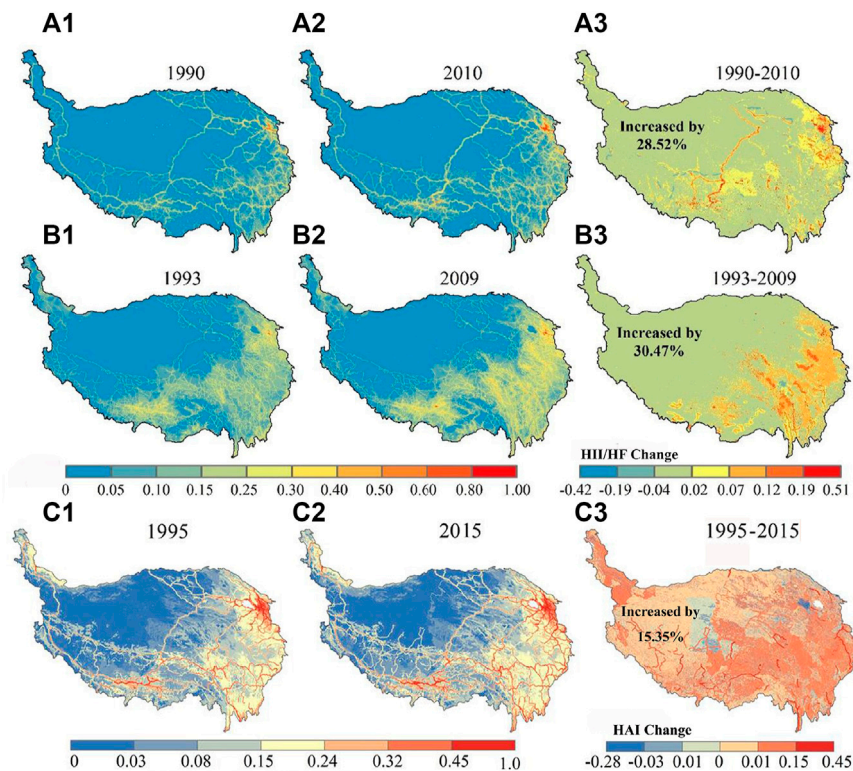 A1 A2 A3
1990 2010 1990-2010
Increased by
28.52%
B1 B2 B3
1993 2009 1993-2009
Increased by
30.47%
HII/HF Change
0 0.05 0.10 0.15 0.25 0.30 0.40 0.50 0.60 0.80 1.00
-0.42 -0.19 -0.04 0.02 0.07 0.12 0.19 0.51
C1 C2 C3
1995 2015 1995-2015
Increased by
15.35%
HAI Change
0 0.03 0.08 0.15 0.24 0.32 0.45 1.0
-0.28 -0.03 0.01 0 0.01 0.15 0.45